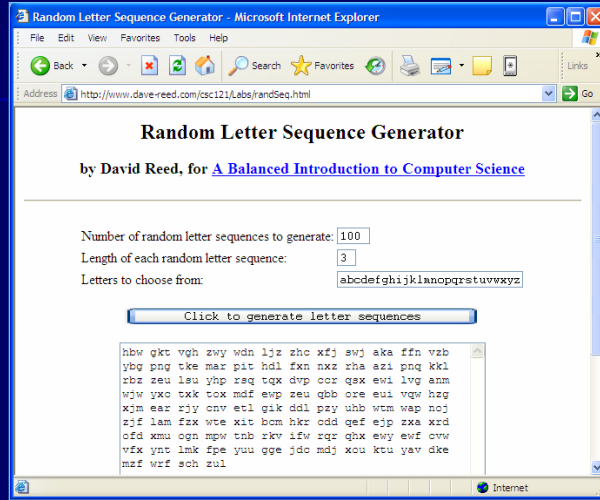 Random Letter Sequence Generator - Microsoft Internet Explorer
File Edit View Favorites Tools Help
Back Search Favorites Links
Address http://www.dave-reed.com/csc121/Labs/randSeq.html Go
Random Letter Sequence Generator
by David Reed, for A Balanced Introduction to Computer Science
Number of random letter sequences to generate: 100
Length of each random letter sequence: 3
Letters to choose from: abcdefghijklmnopqrstuvwxyz
Click to generate letter sequences
hbw gkt vgh zwy wdn ljz zhc xfj swj aka ffn vzb
ybg png tke mar pit hdl fxn nxz rha azi pnq kkl
rbz zeu lsu yhp rsq tqx dvp ccr qsx ewi lvg anm
wjw yxc txk tox mdf ewp zeu qbb ore eui vqw hzg
xjm ear rjy cnv etl gik ddl pzy uhb wtm wap noj
zjf lam fzx wte xit bcm hkr cdd qef ejp zxa xrd
ofd xmu ogn mpw tnb rkv ifw rqr qhx ewy ewf cvw
vfx ynt lmk fpe yuu gge jdc mdj xou ktu yav dke
mzf wrf sch zul
Internet